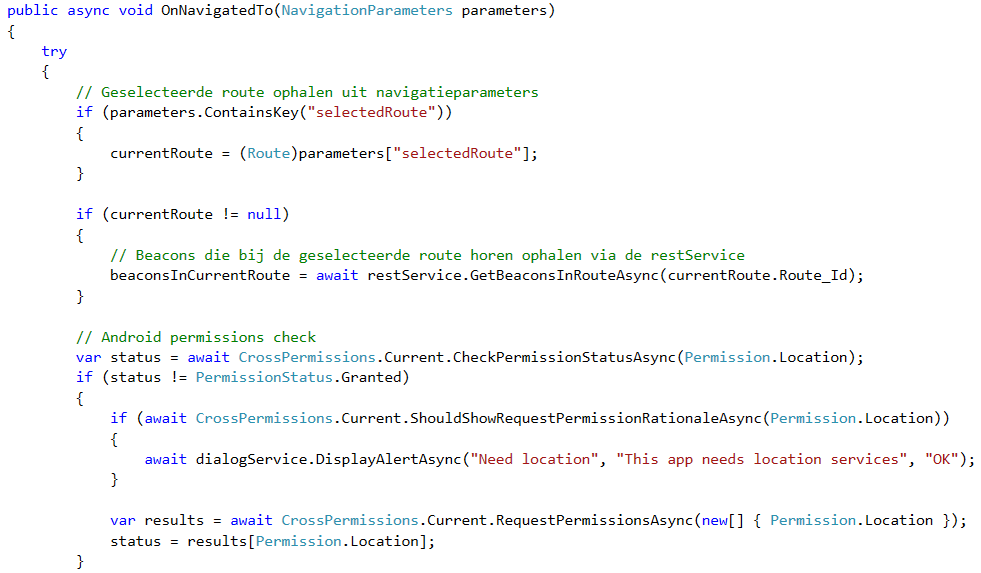 public async void OnNavigatedTo(NavigationParameters parameters)
{
    try
    {
        // Geselecteerde route ophalen uit navigatieparameters
        if (parameters.ContainsKey("selectedRoute"))
        {
            currentRoute = (Route)parameters["selectedRoute"];
        }

        if (currentRoute != null)
        {
            // Beacons die bij de geselecteerde route horen ophalen via de restService
            beaconsInCurrentRoute = await restService.GetBeaconsInRouteAsync(currentRoute.Route_Id);
        }

        // Android permissions check
        var status = await CrossPermissions.Current.CheckPermissionStatusAsync(Permission.Location);
        if (status != PermissionStatus.Granted)
        {
            if (await CrossPermissions.Current.ShouldShowRequestPermissionRationaleAsync(Permission.Location))
            {
                await dialogService.DisplayAlertAsync("Need location", "This app needs location services", "OK");
            }

            var results = await CrossPermissions.Current.RequestPermissionsAsync(new[] { Permission.Location });
            status = results[Permission.Location];
        }